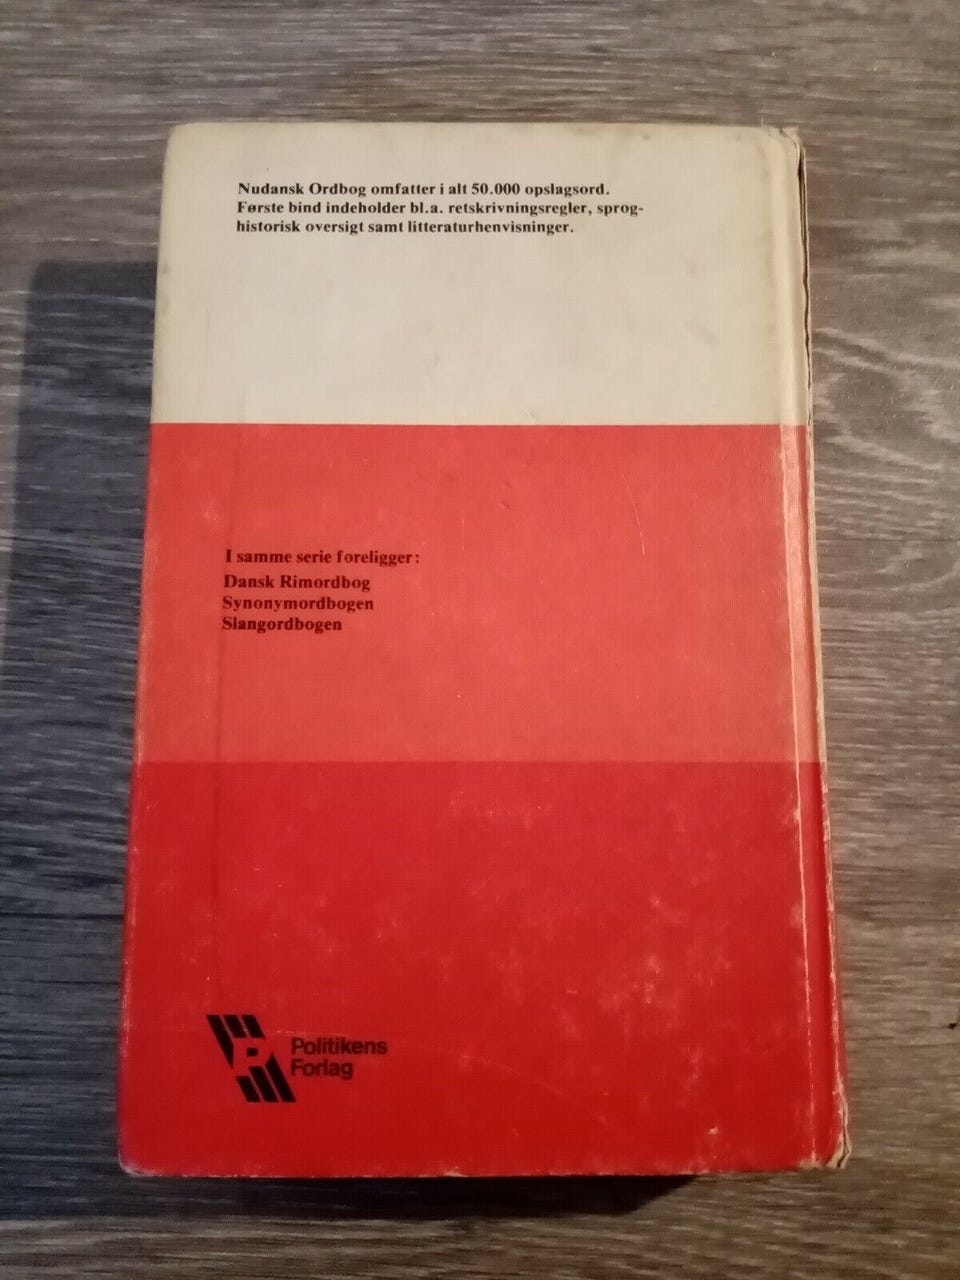 Nudansk Ordbog omfatter i alt 50.000 opslagsord.
Første bind indeholder bl.a. retskrivningsregler, sprog-
historisk oversigt samt litteraturhenvisninger.
I samme serie foreligger:
Dansk Rimordbog
Synonymordbogen
Slangordbogen
P
Politikens
Forlag